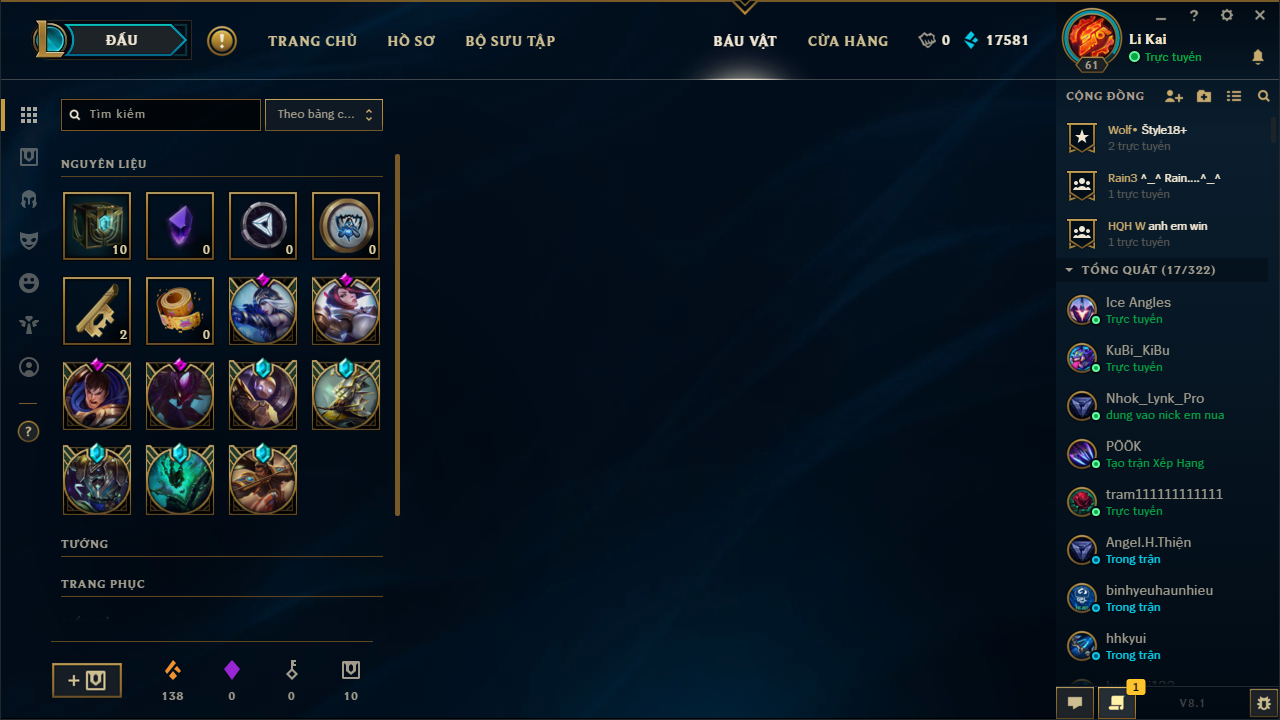 ĐẤU
TRANG CHỦ
HỒ SƠ
BỘ SƯU TẬP
BÁU VẬT
CỬA HÀNG
0
17581
61
Li Kai
Trực tuyến
Tìm kiếm
Theo bảng c...
NGUYÊN LIỆU
10
0
0
0
2
0
TƯỚNG
TRANG PHỤC
138
0
0
10
CỘNG ĐỒNG
Wolf• Štyle18+
2 trực tuyến
Rain3 ^_^ Rain....^_^
1 trực tuyến
HQH W anh em win
1 trực tuyến
TỔNG QUÁT (17/322)
Ice Angles
Trực tuyến
KuBi_KiBu
Trực tuyến
Nhok_Lynk_Pro
dung vao nick em nua
PÖÖK
Tạo trận Xếp Hạng
tram111111111111
Trực tuyến
Angel.H.Thiện
Trong trận
binhyeuhaunhieu
Trong trận
hhkyui
Trong trận
1
V8.1